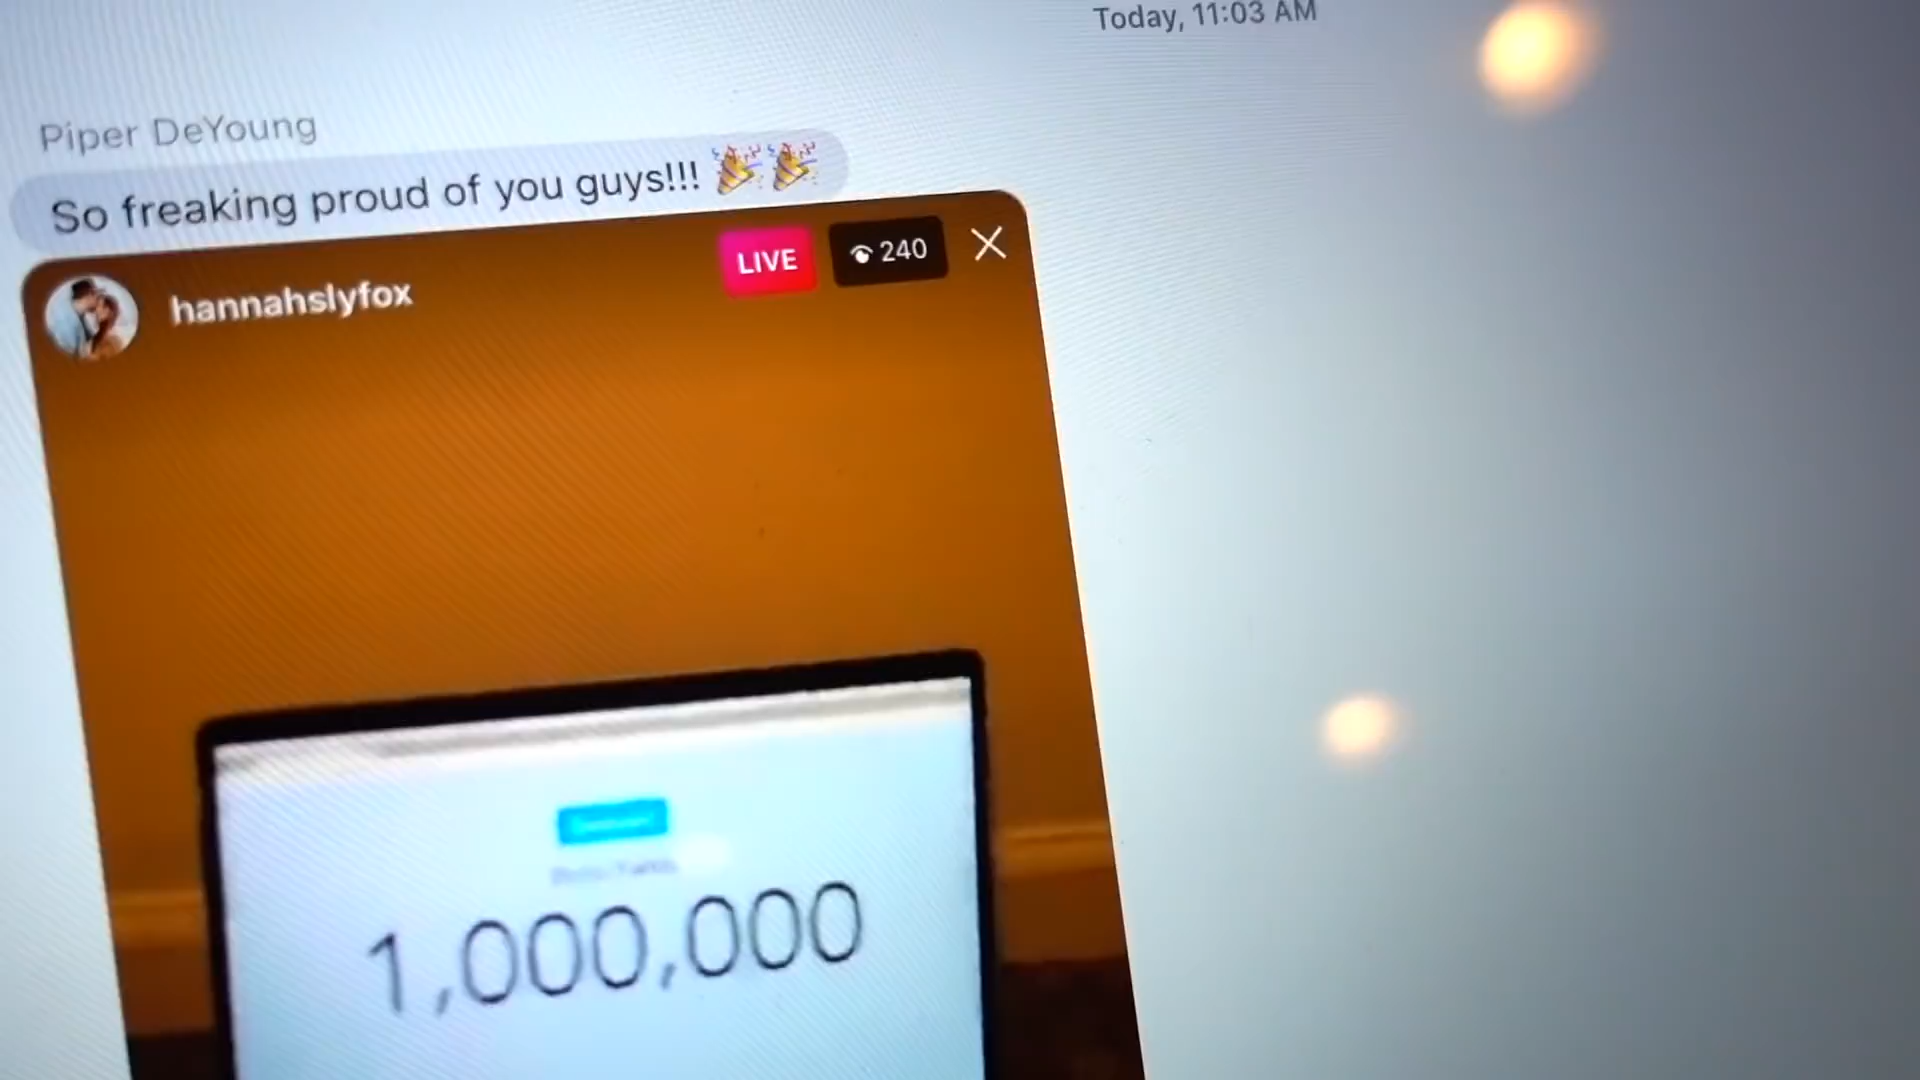 Today, 11:03 AM
Piper DeYoung
So freaking proud of you guys!!! 🎉🎉
hannahslyfox
LIVE
240
1,000,000